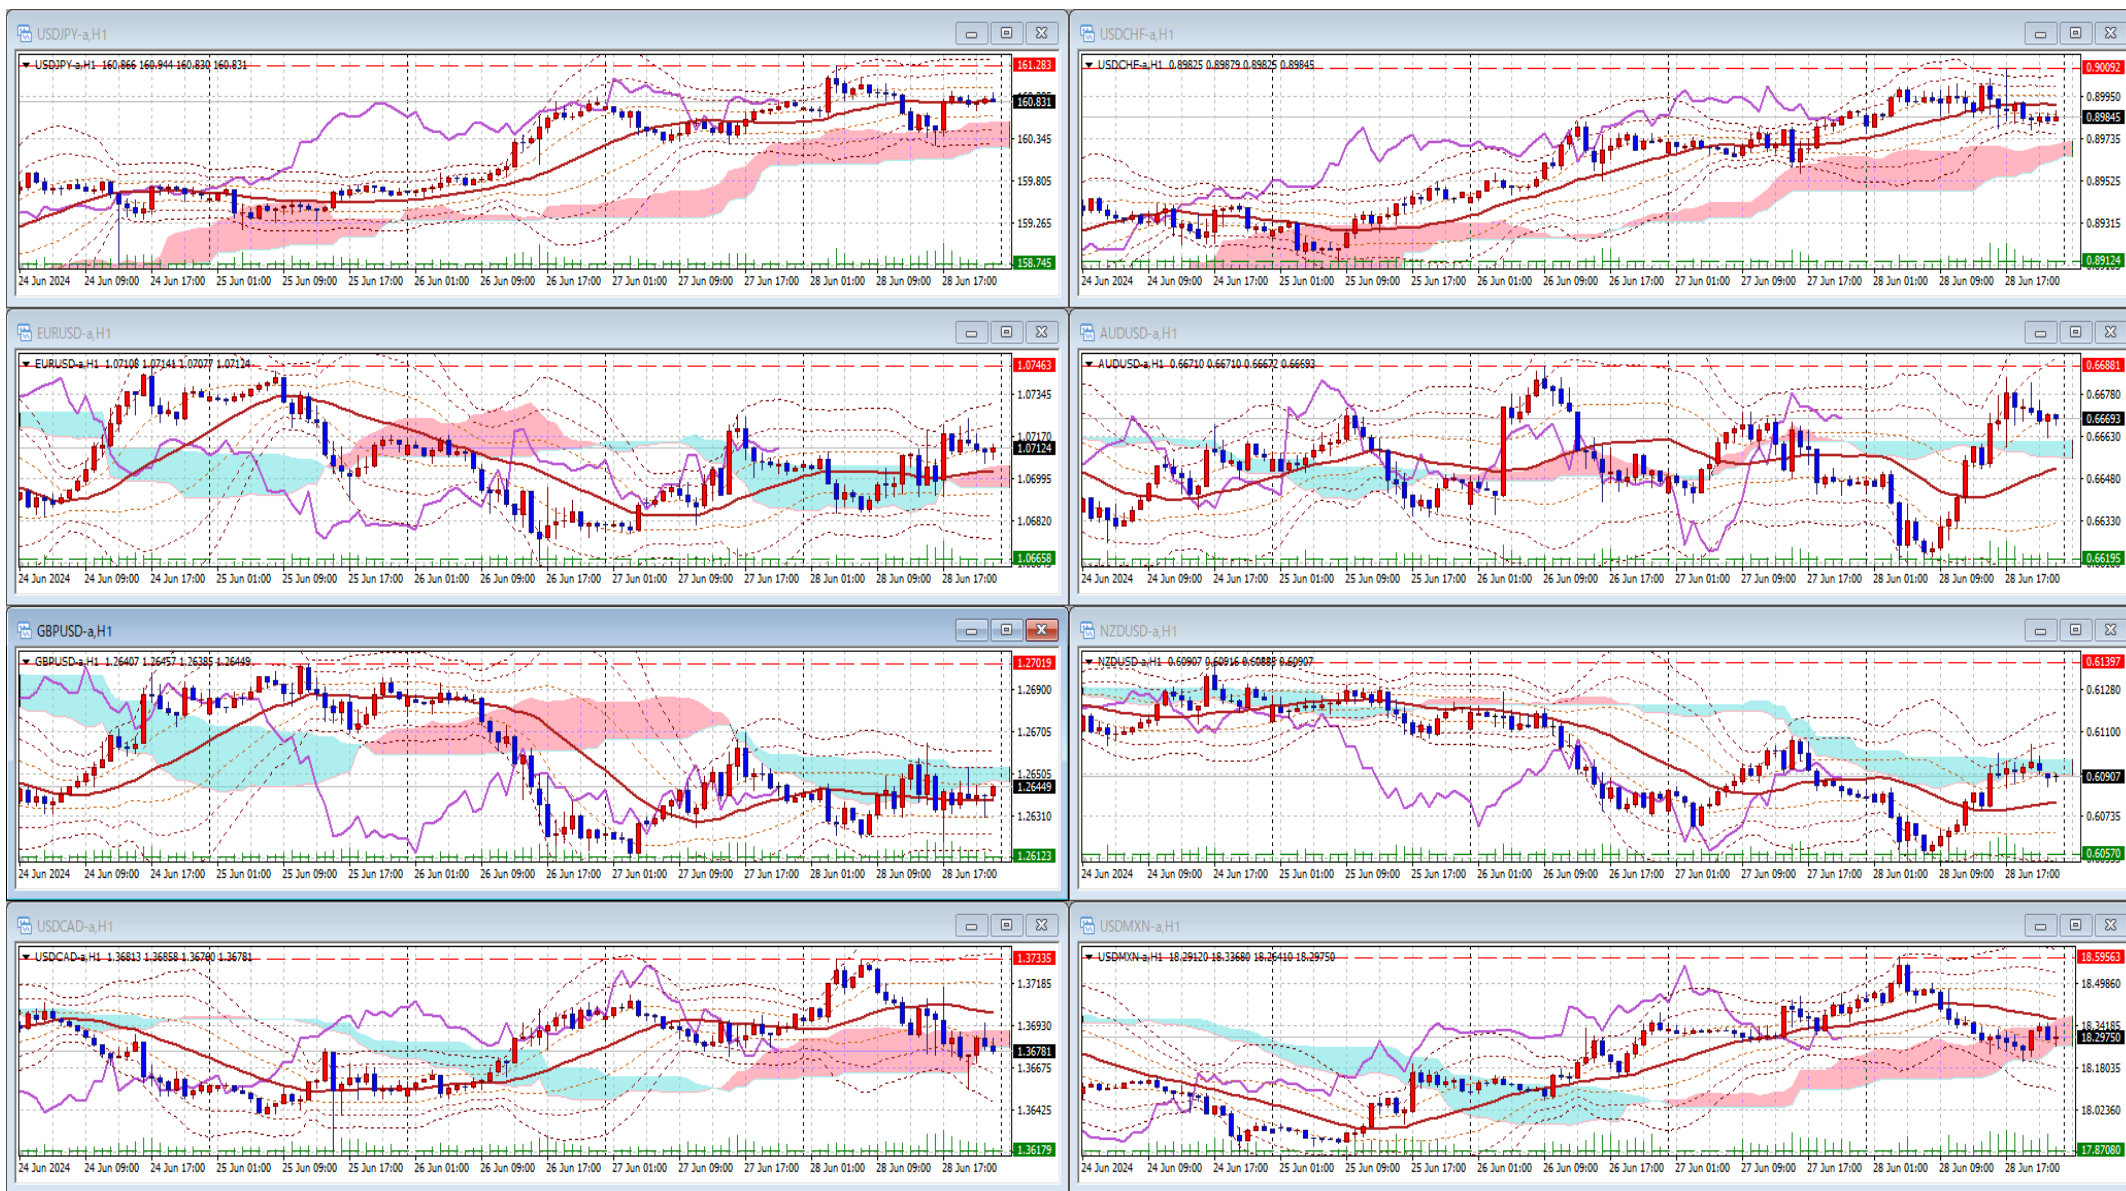 USDJPY-a,H1
USDJPY-a,H1 160.866 160.944 160.830 160.831
161.283
160.831
160.345
159.805
159.265
158.745
24 Jun 2024 24 Jun 09:00 24 Jun 17:00 25 Jun 01:00 25 Jun 09:00 25 Jun 17:00 26 Jun 01:00 26 Jun 09:00 26 Jun 17:00 27 Jun 01:00 27 Jun 09:00 27 Jun 17:00 28 Jun 01:00 28 Jun 09:00 28 Jun 17:00
USDCHF-a,H1
USDCHF-a,H1 0.89825 0.89879 0.89825 0.89845
0.90092
0.89950
0.89845
0.89735
0.89525
0.89315
0.89124
24 Jun 2024 24 Jun 09:00 24 Jun 17:00 25 Jun 01:00 25 Jun 09:00 25 Jun 17:00 26 Jun 01:00 26 Jun 09:00 26 Jun 17:00 27 Jun 01:00 27 Jun 09:00 27 Jun 17:00 28 Jun 01:00 28 Jun 09:00 28 Jun 17:00
EURUSD-a,H1
EURUSD-a,H1 1.07108 1.07141 1.07077 1.07124
1.07463
1.07345
1.07170
1.07124
1.06995
1.06820
1.06658
24 Jun 2024 24 Jun 09:00 24 Jun 17:00 25 Jun 01:00 25 Jun 09:00 25 Jun 17:00 26 Jun 01:00 26 Jun 09:00 26 Jun 17:00 27 Jun 01:00 27 Jun 09:00 27 Jun 17:00 28 Jun 01:00 28 Jun 09:00 28 Jun 17:00
AUDUSD-a,H1
AUDUSD-a,H1 0.66710 0.66710 0.66672 0.66693
0.66881
0.66780
0.66693
0.66630
0.66480
0.66330
0.66195
24 Jun 2024 24 Jun 09:00 24 Jun 17:00 25 Jun 01:00 25 Jun 09:00 25 Jun 17:00 26 Jun 01:00 26 Jun 09:00 26 Jun 17:00 27 Jun 01:00 27 Jun 09:00 27 Jun 17:00 28 Jun 01:00 28 Jun 09:00 28 Jun 17:00
GBPUSD-a,H1
GBPUSD-a,H1 1.26407 1.26457 1.26385 1.26449
1.27019
1.26900
1.26705
1.26505
1.26449
1.26310
1.26123
24 Jun 2024 24 Jun 09:00 24 Jun 17:00 25 Jun 01:00 25 Jun 09:00 25 Jun 17:00 26 Jun 01:00 26 Jun 09:00 26 Jun 17:00 27 Jun 01:00 27 Jun 09:00 27 Jun 17:00 28 Jun 01:00 28 Jun 09:00 28 Jun 17:00
NZDUSD-a,H1
NZDUSD-a,H1 0.60907 0.60916 0.60885 0.60907
0.61397
0.61280
0.61100
0.60907
0.60735
0.60570
24 Jun 2024 24 Jun 09:00 24 Jun 17:00 25 Jun 01:00 25 Jun 09:00 25 Jun 17:00 26 Jun 01:00 26 Jun 09:00 26 Jun 17:00 27 Jun 01:00 27 Jun 09:00 27 Jun 17:00 28 Jun 01:00 28 Jun 09:00 28 Jun 17:00
USDCAD-a,H1
USDCAD-a,H1 1.36813 1.36858 1.36760 1.36781
1.37335
1.37185
1.36930
1.36781
1.36675
1.36425
1.36179
24 Jun 2024 24 Jun 09:00 24 Jun 17:00 25 Jun 01:00 25 Jun 09:00 25 Jun 17:00 26 Jun 01:00 26 Jun 09:00 26 Jun 17:00 27 Jun 01:00 27 Jun 09:00 27 Jun 17:00 28 Jun 01:00 28 Jun 09:00 28 Jun 17:00
USDMXN-a,H1
USDMXN-a,H1 18.29120 18.33680 18.26410 18.29750
18.59563
18.49860
18.34185
18.29750
18.18035
18.02360
17.87080
24 Jun 2024 24 Jun 09:00 24 Jun 17:00 25 Jun 01:00 25 Jun 09:00 25 Jun 17:00 26 Jun 01:00 26 Jun 09:00 26 Jun 17:00 27 Jun 01:00 27 Jun 09:00 27 Jun 17:00 28 Jun 01:00 28 Jun 09:00 28 Jun 17:00